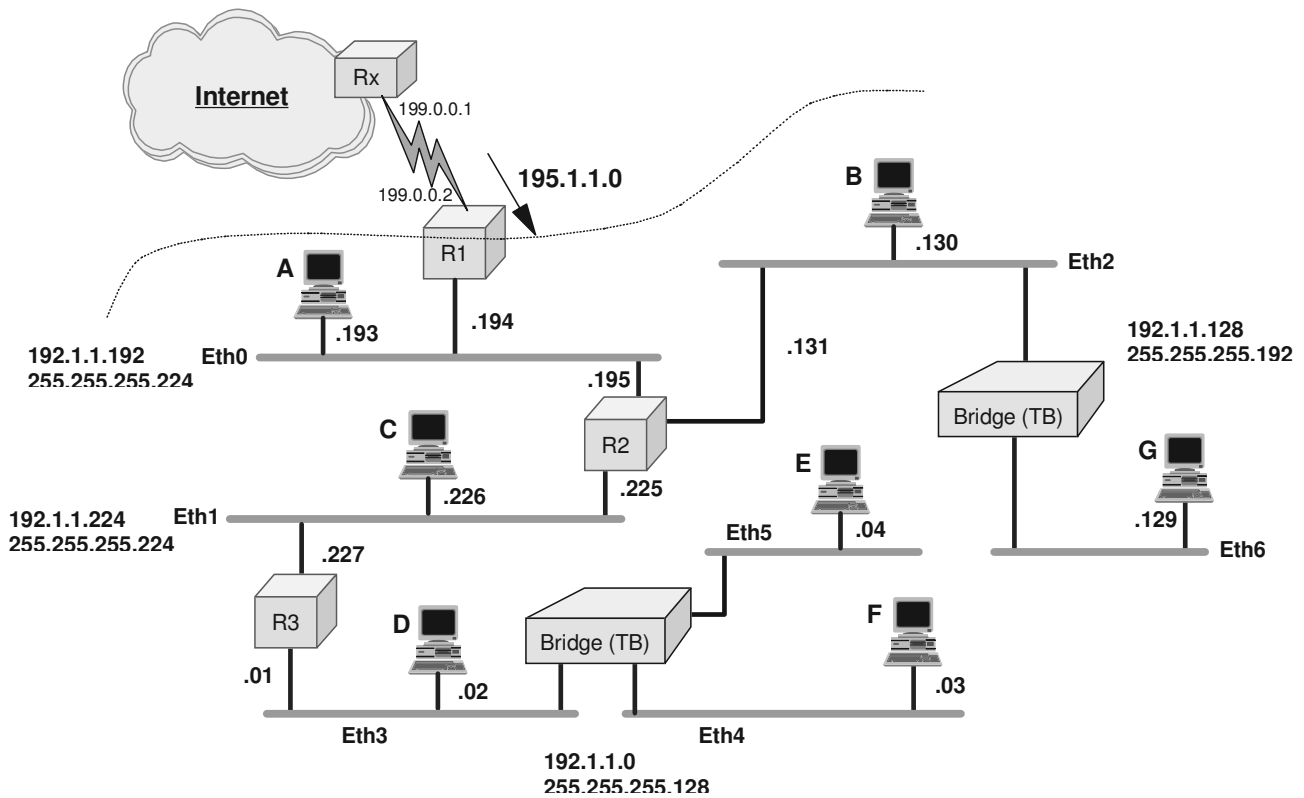 Rx
Internet
199.0.0.1
195.1.1.0
199.0.0.2
B
R1
.130
A
Eth2
.194
.193
192.1.1.128
255.255.255.192
.131
192.1.1.192
255.255.255.224
Eth0
.195
Bridge (TB)
C
R2
E
G
.226
.225
192.1.1.224
255.255.255.224
Eth1
.129
.04
Eth5
Eth6
.227
R3
D
Bridge (TB)
F
.01
.02
.03
Eth3
Eth4
192.1.1.0
255.255.255.128